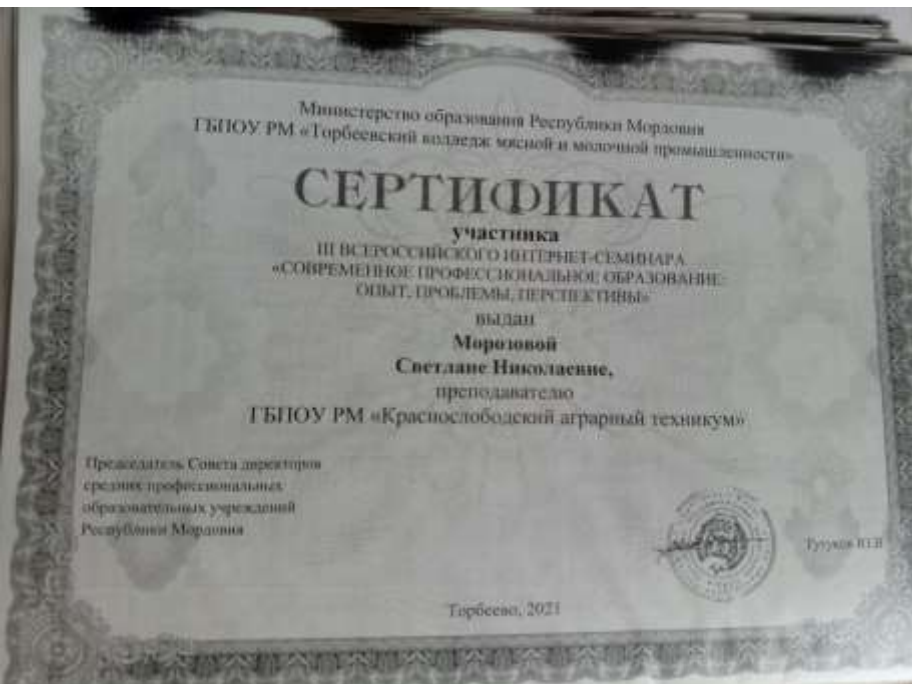 Министерство образования Республики Мордовия
ГБПОУ РМ «Торбеевский колледж мясной и молочной промышленности»
СЕРТИФИКАТ
участника
III ВСЕРОССИЙСКОГО ИНТЕРНЕТ-СЕМИНАРА
«СОВРЕМЕННОЕ ПРОФЕССИОНАЛЬНОЕ ОБРАЗОВАНИЕ:
ОПЫТ, ПРОБЛЕМЫ, ПЕРСПЕКТИВЫ»
выдан
Морозовой
Светлане Николаевне,
преподавателю
ГБПОУ РМ «Краснослободский аграрный техникум»
Председатель Совета директоров
средних профессиональных
образовательных учреждений
Республики Мордовия
Торбеево, 2021